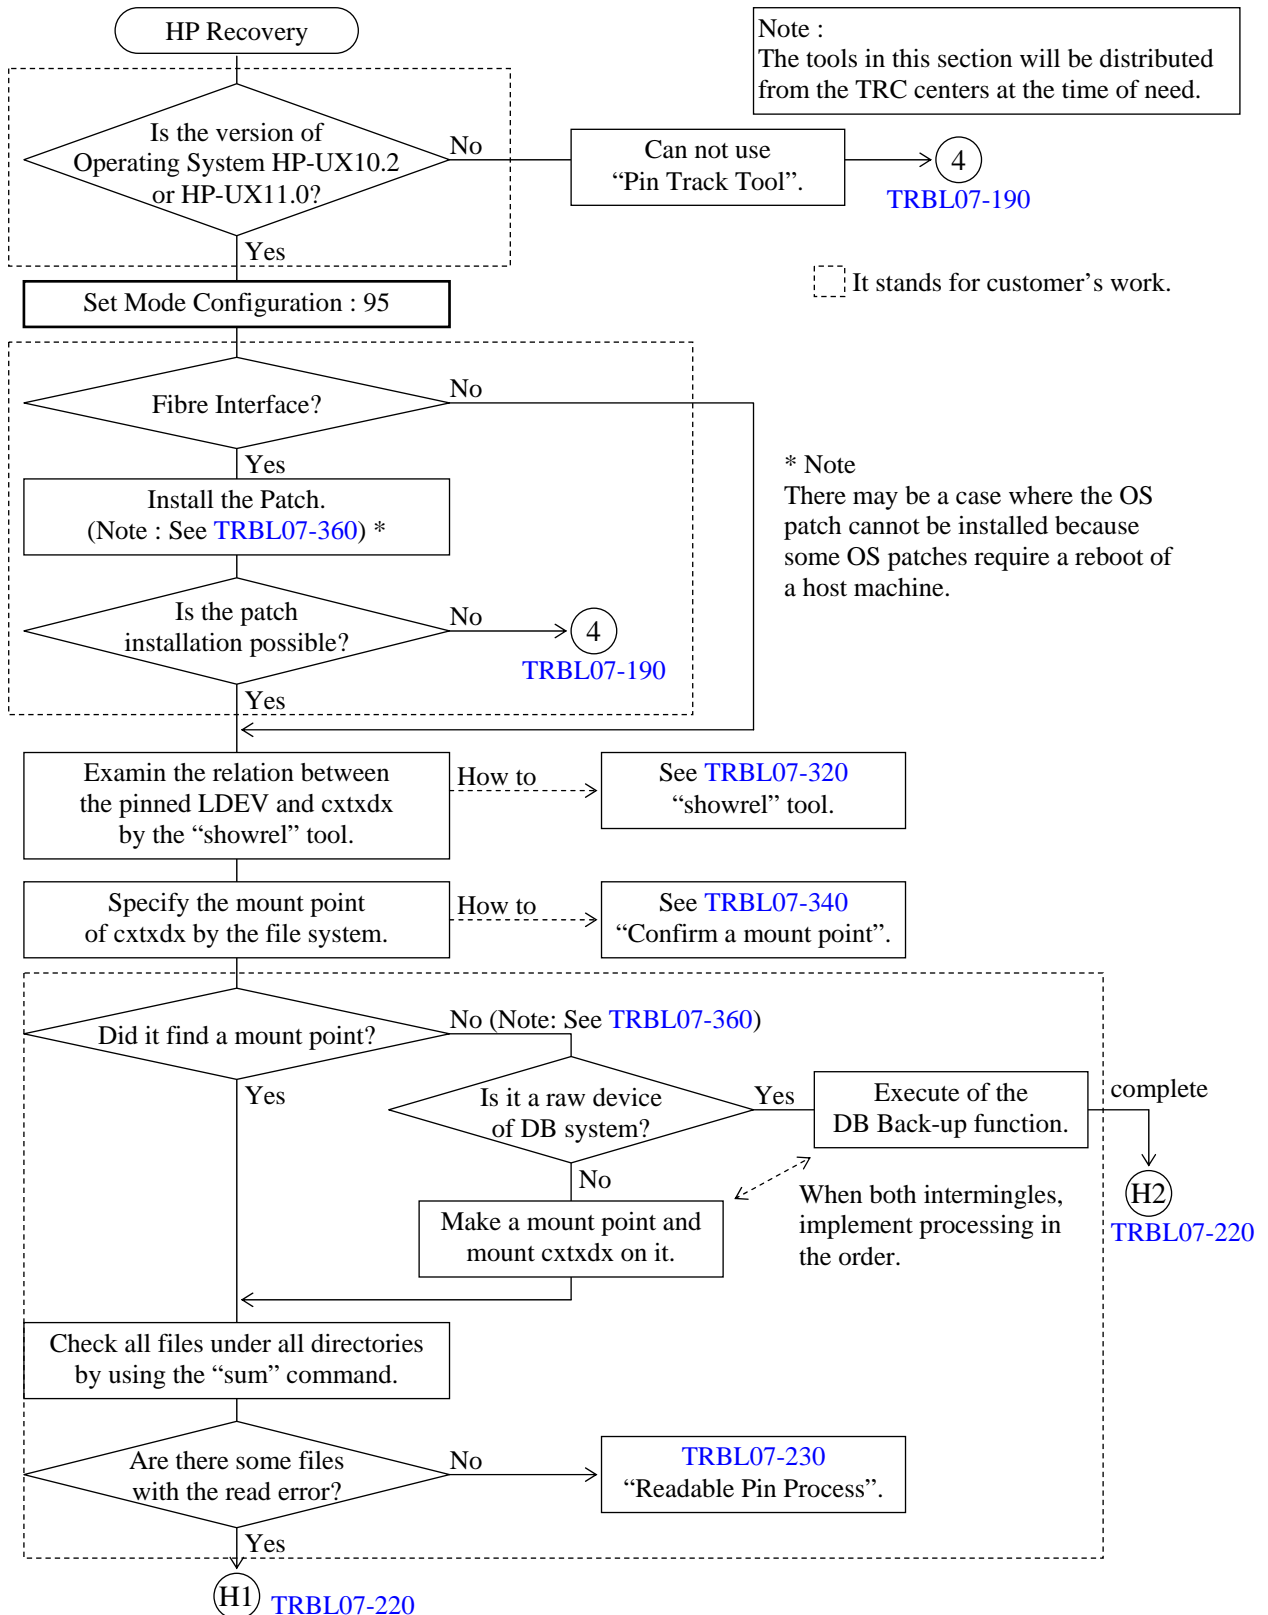 HP Recovery
Note :
The tools in this section will be distributed
from the TRC centers at the time of need.
Is the version of
Operating System HP-UX10.2
or HP-UX11.0?
No
Can not use
“Pin Track Tool”.
4
TRBL07-190
Yes
It stands for customer’s work.
Set Mode Configuration : 95
Fibre Interface?
No
Yes
* Note
There may be a case where the OS
patch cannot be installed because
some OS patches require a reboot of
a host machine.
Install the Patch.
(Note : See TRBL07-360) *
Is the patch
installation possible?
No
4
TRBL07-190
Yes
Examin the relation between
the pinned LDEV and cxtxdx
by the “showrel” tool.
How to
See TRBL07-320
“showrel” tool.
Specify the mount point
of cxtxdx by the file system.
How to
See TRBL07-340
“Confirm a mount point”.
Did it find a mount point?
No (Note: See TRBL07-360)
Yes
Is it a raw device
of DB system?
Yes
Execute of the
DB Back-up function.
complete
H2
TRBL07-220
No
When both intermingles,
implement processing in
the order.
Make a mount point and
mount cxtxdx on it.
Check all files under all directories
by using the “sum” command.
Are there some files
with the read error?
No
TRBL07-230
“Readable Pin Process”.
Yes
H1
TRBL07-220